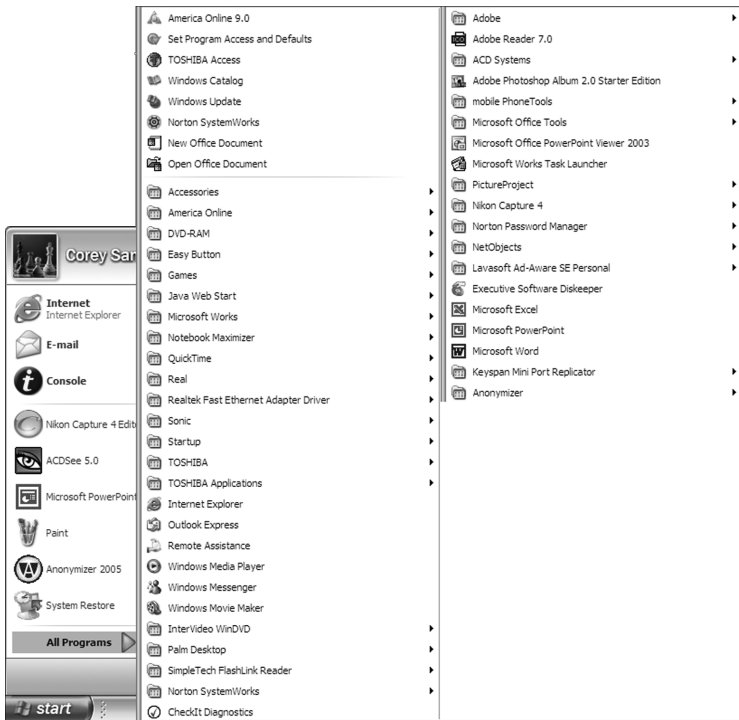 America Online 9.0
Set Program Access and Defaults
TOSHIBA Access
Windows Catalog
Windows Update
Norton SystemWorks
New Office Document
Open Office Document
Accessories
America Online
DVD-RAM
Easy Button
Games
Java Web Start
Microsoft Works
Notebook Maximizer
QuickTime
Real
Realtek Fast Ethernet Adapter Driver
Sonic
Startup
TOSHIBA
TOSHIBA Applications
Internet Explorer
Outlook Express
Remote Assistance
Windows Media Player
Windows Messenger
Windows Movie Maker
InterVideo WinDVD
Palm Desktop
SimpleTech FlashLink Reader
Norton SystemWorks
CheckIt Diagnostics
Adobe
Adobe Reader 7.0
ACD Systems
Adobe Photoshop Album 2.0 Starter Edition
mobile PhoneTools
Microsoft Office Tools
Microsoft Office PowerPoint Viewer 2003
Microsoft Works Task Launcher
PictureProject
Nikon Capture 4
Norton Password Manager
NetObjects
Lavasoft Ad-Aware SE Personal
Executive Software Diskeeper
Microsoft Excel
Microsoft PowerPoint
Microsoft Word
Keyspan Mini Port Replicator
Anonymizer
Corey San
Internet
Internet Explorer
E-mail
Console
Nikon Capture 4 Edit
ACDSee 5.0
Microsoft PowerPoint
Paint
Anonymizer 2005
System Restore
All Programs
start